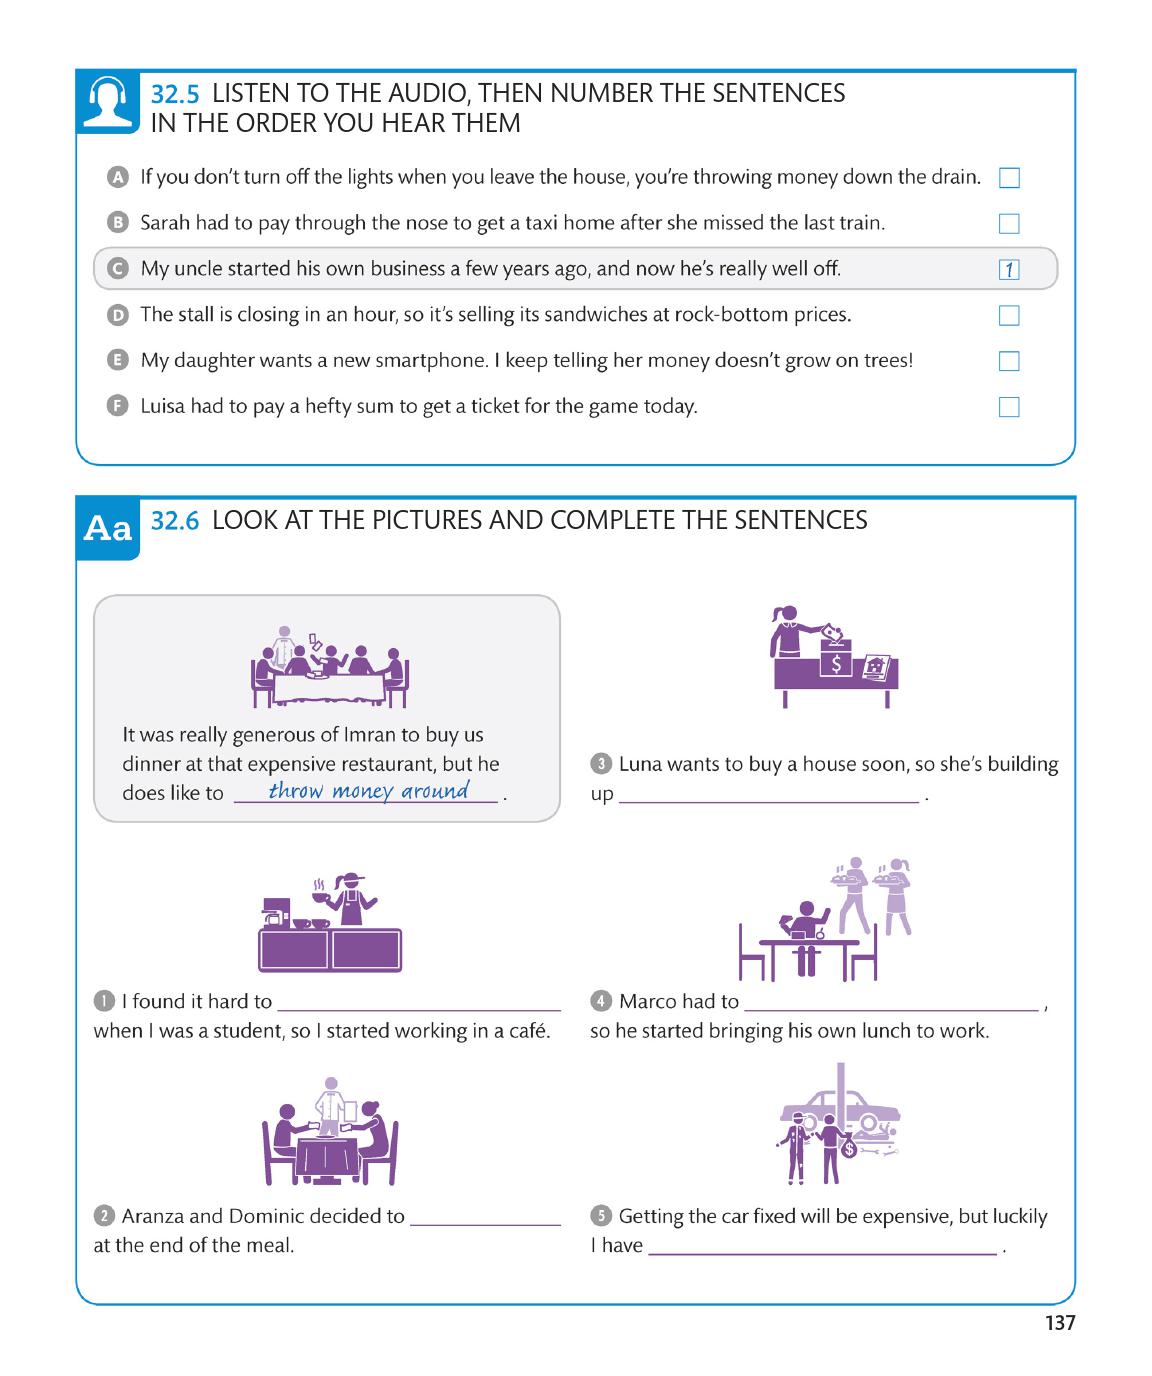 32.5 LISTEN TO THE AUDIO, THEN NUMBER THE SENTENCES
IN THE ORDER YOU HEAR THEM
A If you don't turn off the lights when you leave the house, you're throwing money down the drain.
B Sarah had to pay through the nose to get a taxi home after she missed the last train.
C My uncle started his own business a few years ago, and now he's really well off. 1
D The stall is closing in an hour, so it's selling its sandwiches at rock-bottom prices.
E My daughter wants a new smartphone. I keep telling her money doesn't grow on trees!
F Luisa had to pay a hefty sum to get a ticket for the game today.
Aa 32.6 LOOK AT THE PICTURES AND COMPLETE THE SENTENCES
It was really generous of Imran to buy us
dinner at that expensive restaurant, but he
does like to throw money around .
1 I found it hard to
when I was a student, so I started working in a café.
2 Aranza and Dominic decided to
at the end of the meal.
$
3 Luna wants to buy a house soon, so she's building
up .
4 Marco had to ,
so he started bringing his own lunch to work.
$
5 Getting the car fixed will be expensive, but luckily
I have .
137